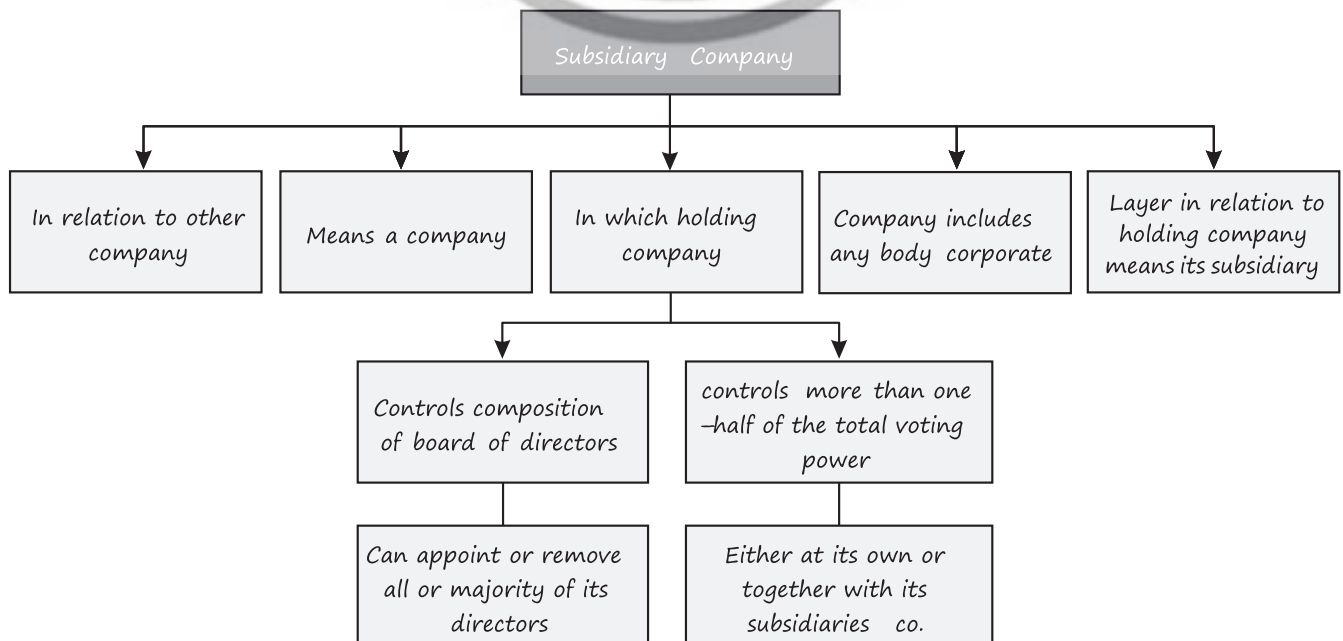 Subsidiary Company
In relation to other
company
Means a company
In which holding
company
Company includes
any body corporate
Layer in relation to
holding company
means its subsidiary
Controls composition
of board of directors
controls more than one
–half of the total voting
power
Can appoint or remove
all or majority of its
directors
Either at its own or
together with its
subsidiaries co.